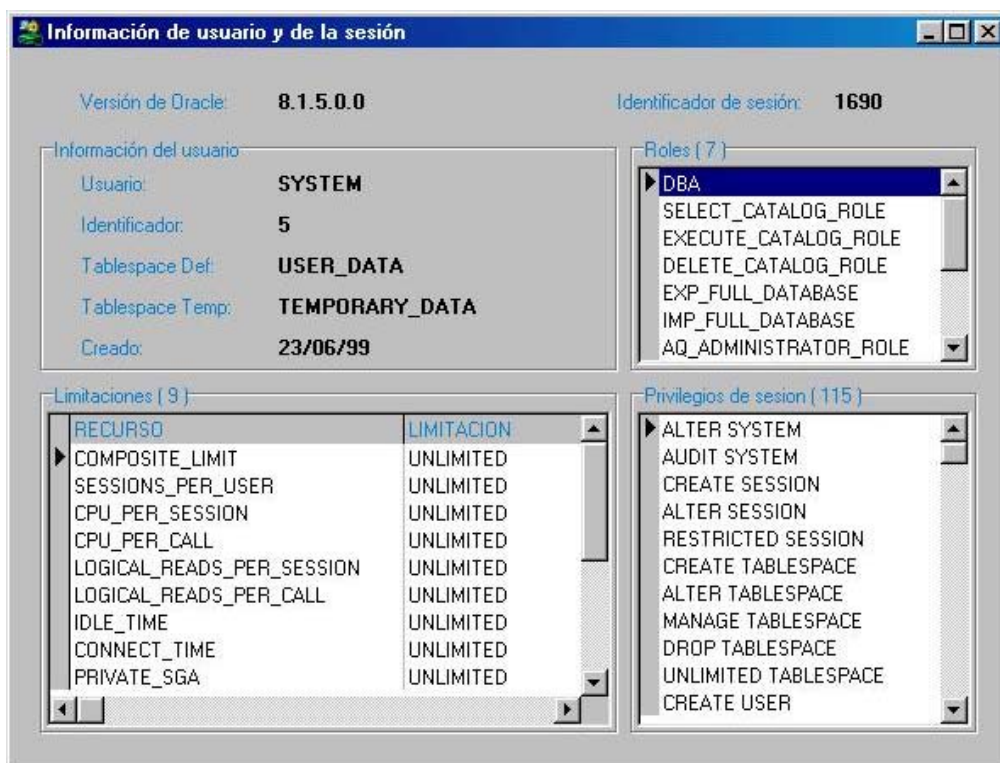 Información de usuario y de la sesión
Versión de Oracle: 8.1.5.0.0
Identificador de sesión: 1690
Información del usuario
Usuario: SYSTEM
Identificador: 5
Tablespace Def: USER_DATA
Tablespace Temp: TEMPORARY_DATA
Creado: 23/06/99
Roles ( 7 )
DBA
SELECT_CATALOG_ROLE
EXECUTE_CATALOG_ROLE
DELETE_CATALOG_ROLE
EXP_FULL_DATABASE
IMP_FULL_DATABASE
AQ_ADMINISTRATOR_ROLE
Limitaciones ( 9 )
RECURSO LIMITACION
COMPOSITE_LIMIT UNLIMITED
SESSIONS_PER_USER UNLIMITED
CPU_PER_SESSION UNLIMITED
CPU_PER_CALL UNLIMITED
LOGICAL_READS_PER_SESSION UNLIMITED
LOGICAL_READS_PER_CALL UNLIMITED
IDLE_TIME UNLIMITED
CONNECT_TIME UNLIMITED
PRIVATE_SGA UNLIMITED
Privilegios de sesion ( 115 )
ALTER SYSTEM
AUDIT SYSTEM
CREATE SESSION
ALTER SESSION
RESTRICTED SESSION
CREATE TABLESPACE
ALTER TABLESPACE
MANAGE TABLESPACE
DROP TABLESPACE
UNLIMITED TABLESPACE
CREATE USER